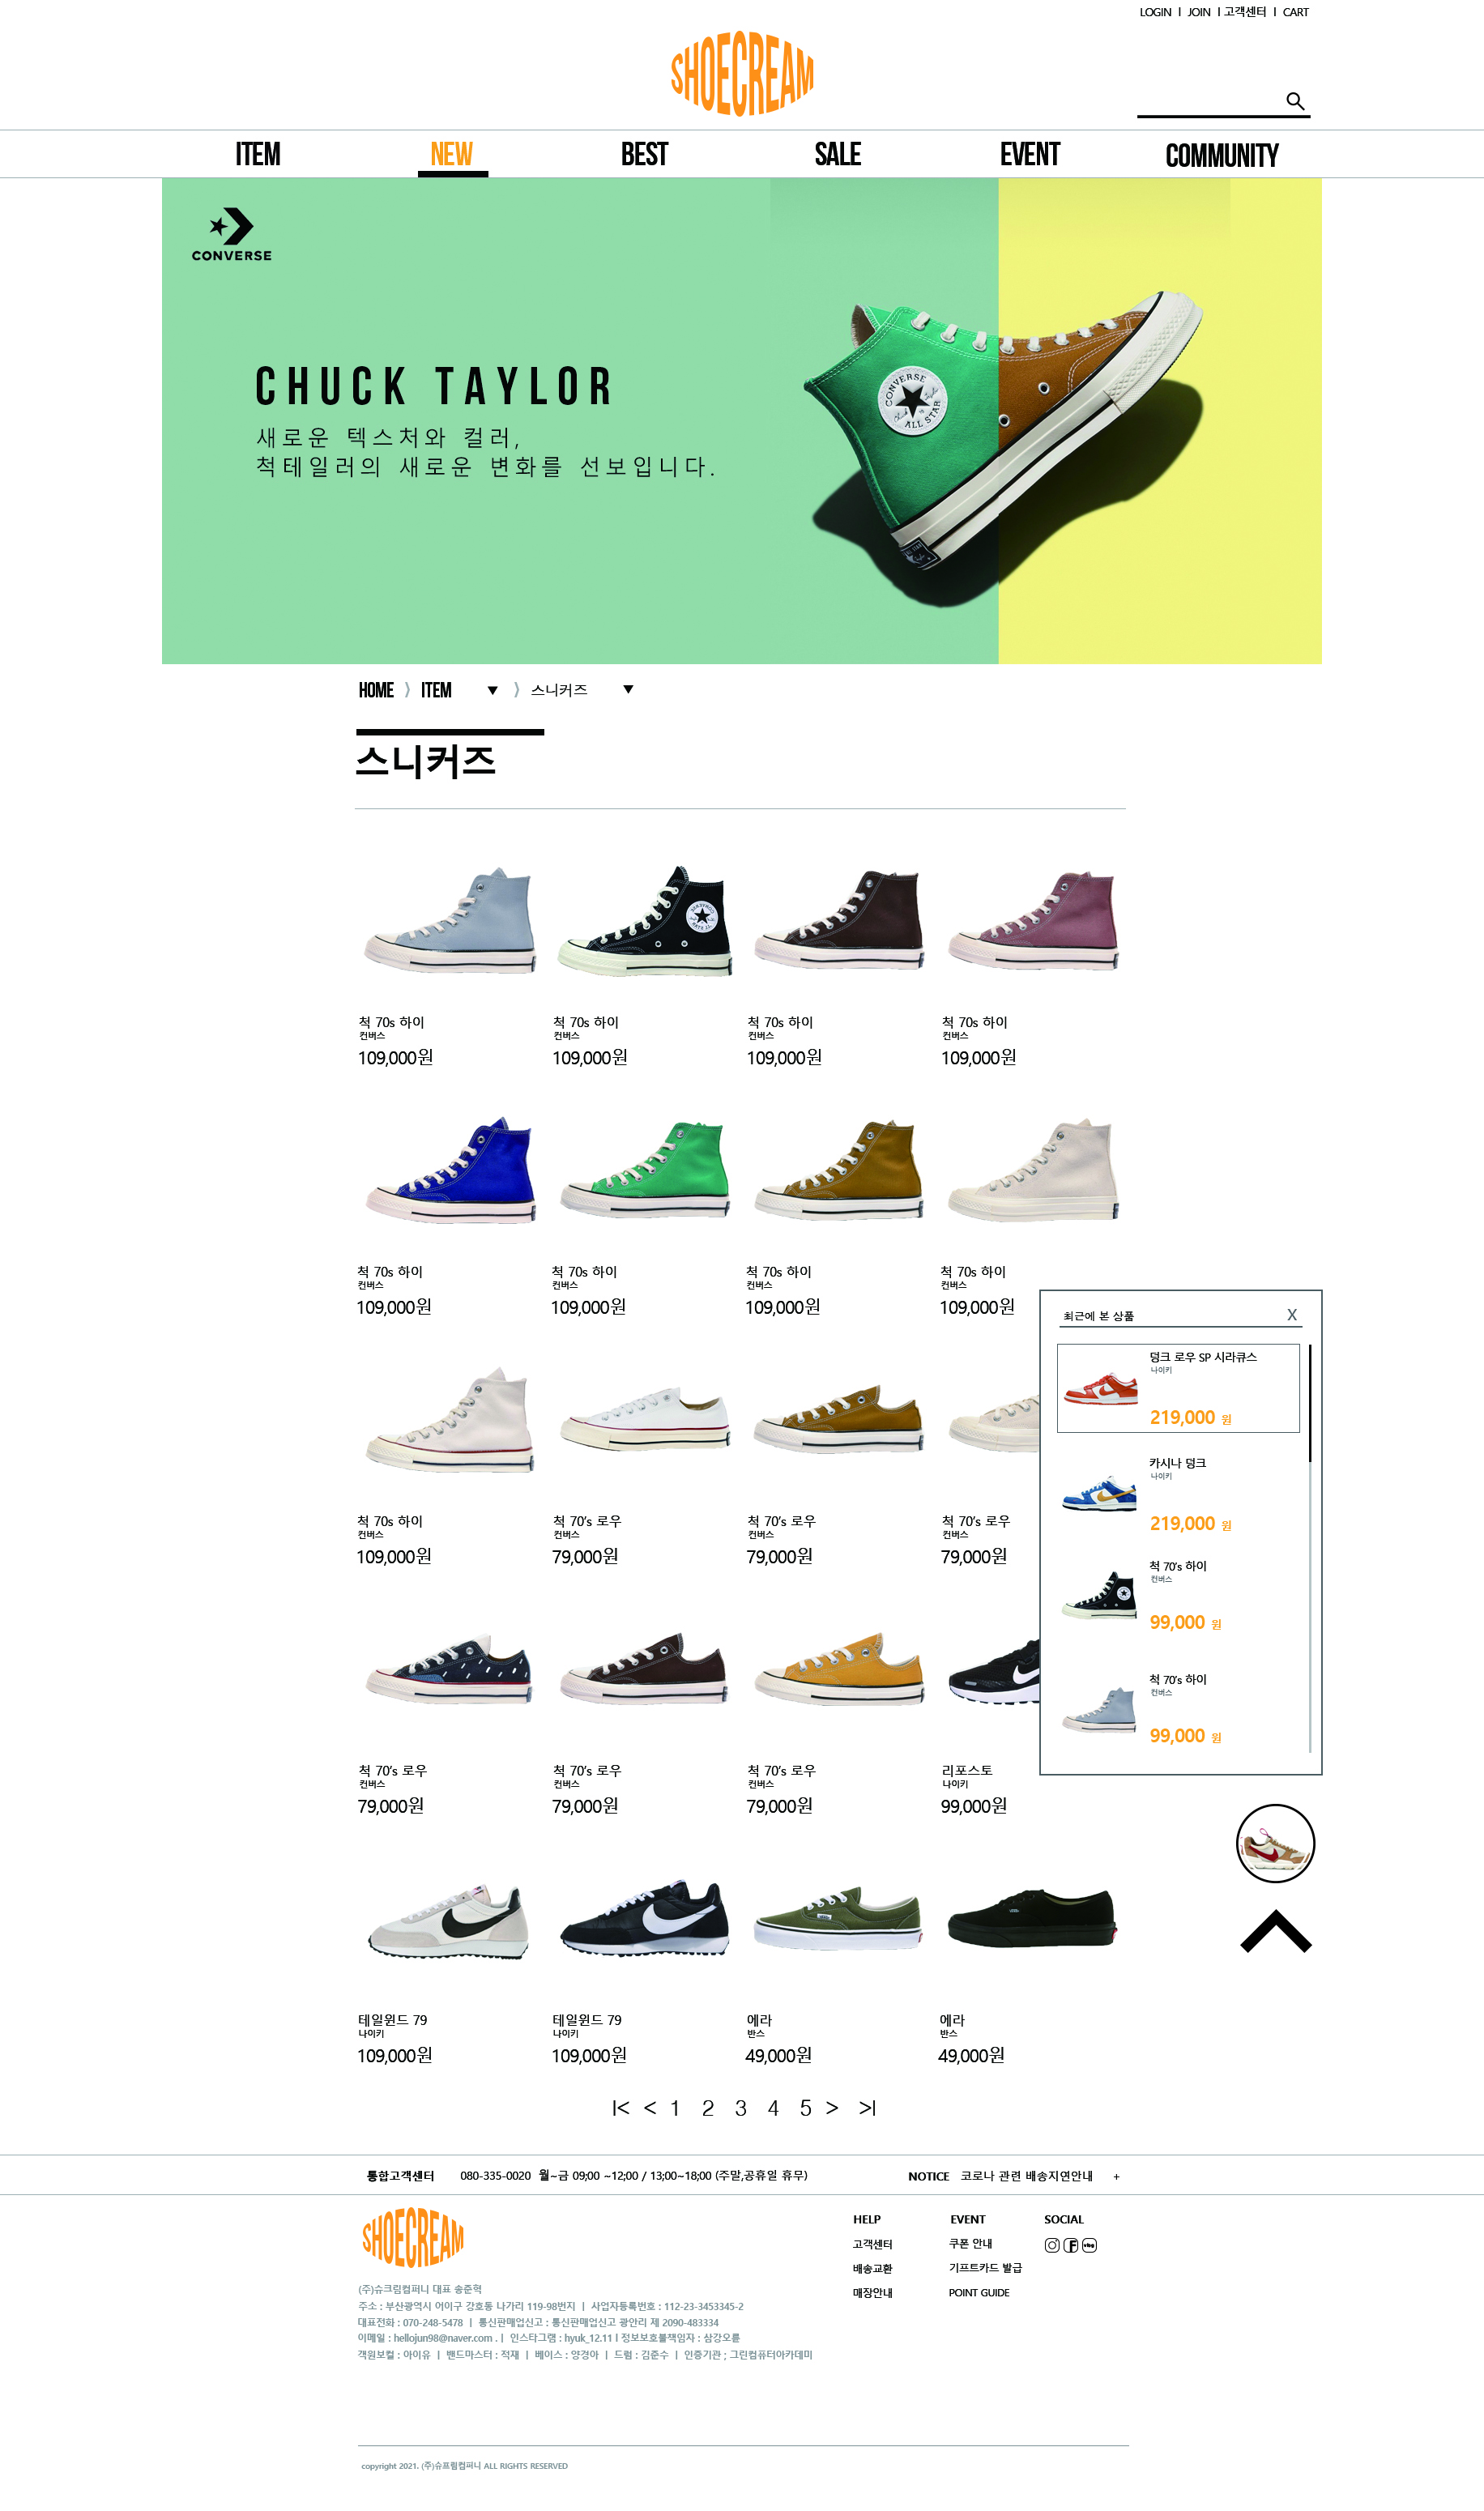 LOGIN | JOIN | 고객센터 | CART
SHOECREAM
ITEM NEW BEST SALE EVENT COMMUNITY
CONVERSE
CHUCK TAYLOR
새로운 텍스처와 컬러,
척테일러의 새로운 변화를 선보입니다.
CONVERSE
ALL STAR
HOME 〉 ITEM ▼ 〉 스니커즈 ▼
스니커즈
척 70s 하이 척 70s 하이 척 70s 하이 척 70s 하이
컨버스 컨버스 컨버스 컨버스
109,000원 109,000원 109,000원 109,000원
척 70s 하이 척 70s 하이 척 70s 하이 척 70s 하이
컨버스 컨버스 컨버스 컨버스
109,000원 109,000원 109,000원 109,000원
척 70s 하이 척 70's 로우 척 70's 로우 척 70's 로우
컨버스 컨버스 컨버스 컨버스
109,000원 79,000원 79,000원 79,000원
척 70's 로우 척 70's 로우 척 70's 로우 리포스토
컨버스 컨버스 컨버스 나이키
79,000원 79,000원 79,000원 99,000원
테일윈드 79 테일윈드 79 에라 에라
나이키 나이키 반스 반스
109,000원 109,000원 49,000원 49,000원
최근에 본 상품 X
덩크 로우 SP 시라큐스
나이키
219,000 원
카시나 덩크
나이키
219,000 원
척 70's 하이
컨버스
99,000 원
척 70's 하이
컨버스
99,000 원
|< < 1 2 3 4 5 > >|
통합고객센터 080-335-0020 월~금 09;00 ~12;00 / 13;00~18;00 (주말,공휴일 휴무) NOTICE 코로나 관련 배송지연안내 +
SHOECREAM
HELP EVENT SOCIAL
고객센터 쿠폰 안내
배송교환 기프트카드 발급
매장안내 POINT GUIDE
(주)슈크림컴퍼니 대표 송준혁
주소 : 부산광역시 어이구 강호동 나가리 119-98번지 | 사업자등록번호 : 112-23-3453345-2
대표전화 : 070-248-5478 | 통신판매업신고 : 통신판매업신고 광안리 제 2090-483334
이메일 : hellojun98@naver.com . | 인스타그램 : hyuk_12.11 l 정보보호볼책임자 : 삼강오륜
객원보컬 : 아이유 | 밴드마스터 : 적재 | 베이스 : 양경아 | 드럼 : 김준수 | 인증기관 ; 그린컴퓨터아카데미
copyright 2021. (주)슈프림컴퍼니 ALL RIGHTS RESERVED